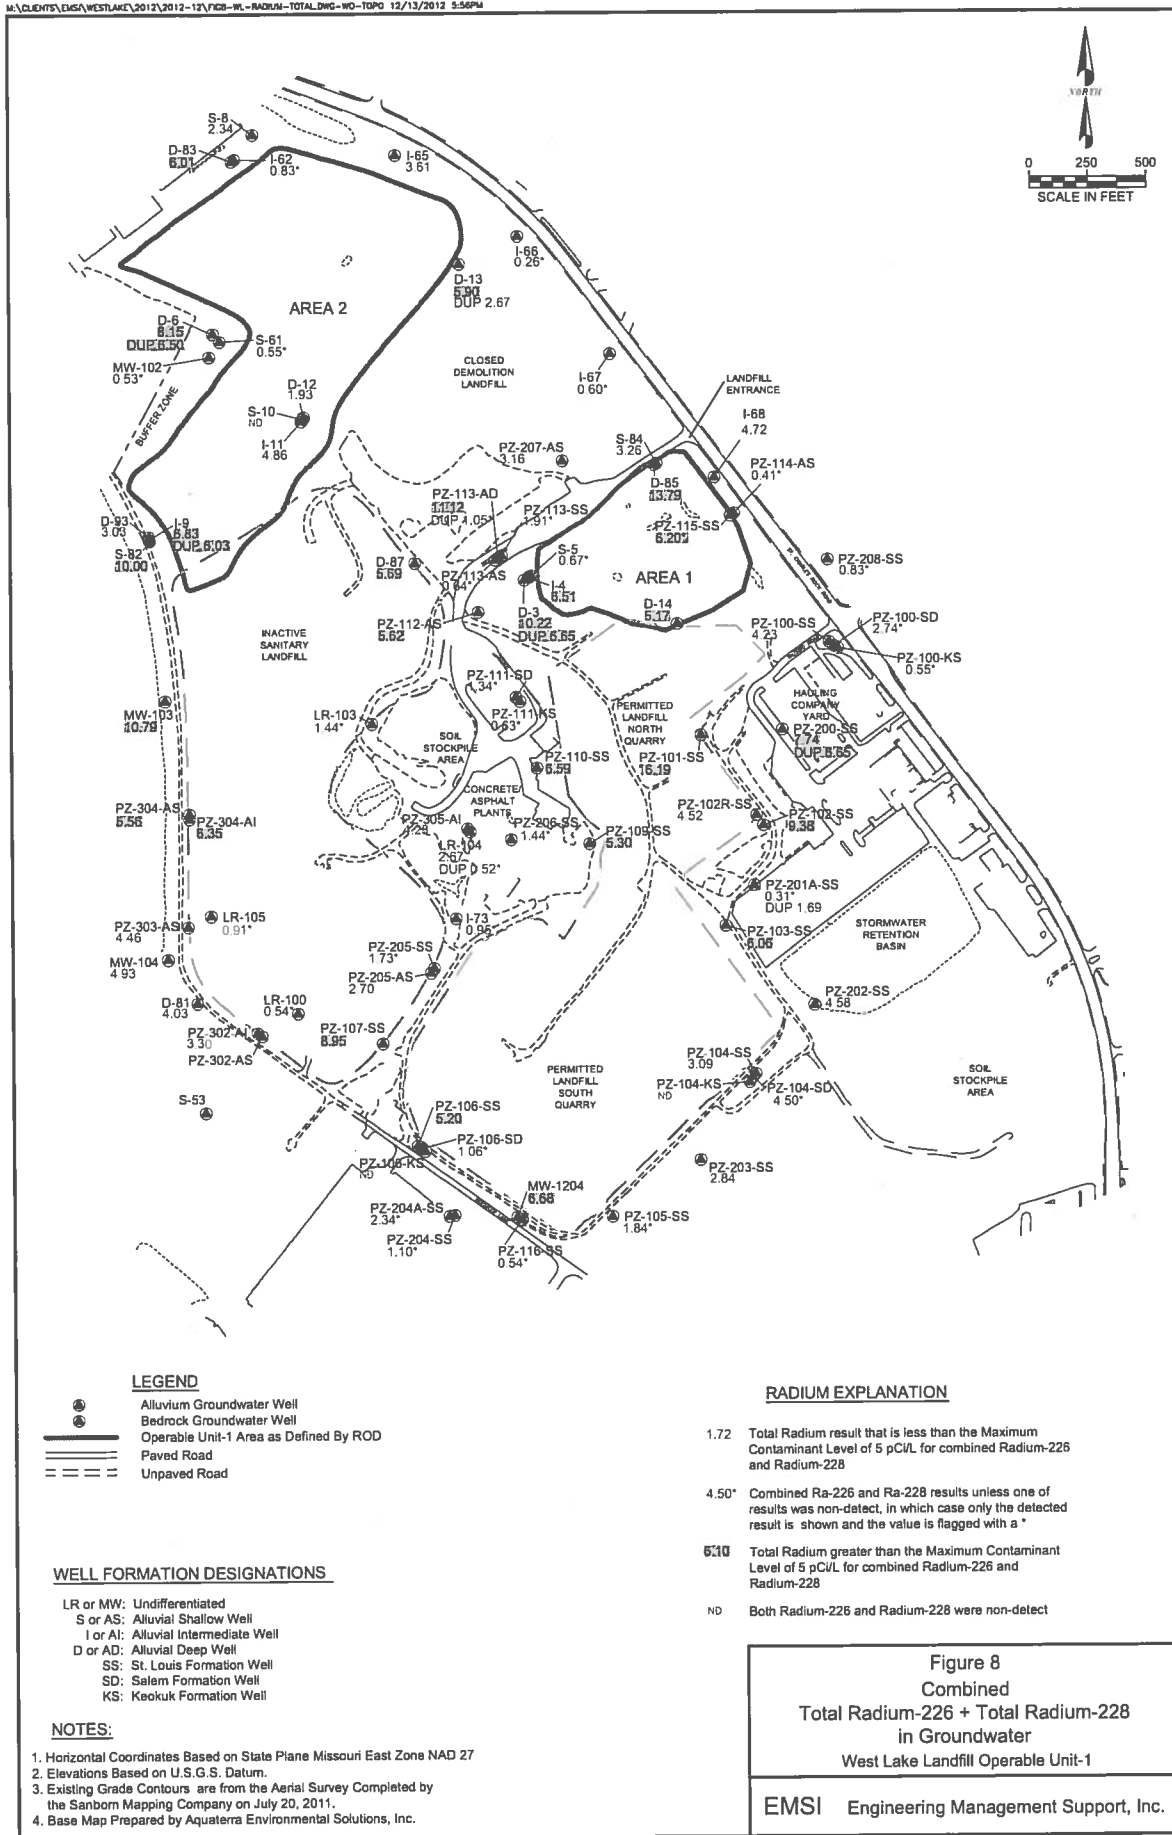 M:\CLIENTS\EMSI\WESTLAKE\2012\2012-12\FIG8-WL-RADIUM-TOTAL.DWG-WO-TOPO 12/13/2012 5:56PM
NORTH
0 250 500
SCALE IN FEET
S-8
2.34
D-83
6.01
I-62
0.83*
I-65
3.61
I-66
0.26*
D-13
5.90
DUP 2.67
AREA 2
D-6
8.15
DUP 6.50
S-61
0.55*
MW-102
0.53*
BUFFER ZONE
CLOSED
DEMOLITION
LANDFILL
I-67
0.60*
LANDFILL
ENTRANCE
D-12
1.93
S-10
ND
I-11
4.86
I-68
4.72
S-84
3.26
PZ-207-AS
3.16
PZ-114-AS
0.41*
D-85
13.79
PZ-113-AD
11.12
DUP 4.05*
PZ-113-SS
1.91*
PZ-115-SS
6.20*
D-93
3.03
I-9
6.83
DUP 6.03
S-82
10.00
D-87
5.69
PZ-113-AS
0.64*
S-5
0.67*
I-4
6.51
AREA 1
PZ-208-SS
0.83*
ST. CHARLES ROCK ROAD
D-3
10.22
DUP 6.65
D-14
5.17
PZ-112-AS
5.62
PZ-100-SS
4.23
PZ-100-SD
2.74*
PZ-100-KS
0.55*
INACTIVE
SANITARY
LANDFILL
PZ-111-SD
1.34*
PZ-111-KS
0.63*
HAULING
COMPANY
YARD
MW-103
10.79
LR-103
1.44*
SOIL
STOCKPILE
AREA
PERMITTED
LANDFILL
NORTH
QUARRY
PZ-200-SS
7.74
DUP 6.65
PZ-101-SS
16.19
PZ-110-SS
6.59
CONCRETE/
ASPHALT
PLANTS
PZ-304-AS
5.56
PZ-304-AI
6.35
PZ-305-AI
4.28
PZ-206-SS
1.44*
LR-104
2.67
DUP 0.52*
PZ-109-SS
5.30
PZ-102R-SS
4.52
PZ-102-SS
9.38
PZ-201A-SS
0.31*
DUP 1.69
LR-105
0.91*
PZ-303-AS
4.46
I-73
0.95
PZ-103-SS
6.06
STORMWATER
RETENTION
BASIN
MW-104
4.93
PZ-205-SS
1.73*
PZ-205-AS
2.70
D-81
4.03
LR-100
0.54*
PZ-202-SS
4.58
PZ-302-AI
3.30
PZ-302-AS
PZ-107-SS
8.95
PZ-104-SS
3.09
PZ-104-KS
ND
PZ-104-SD
4.50*
PERMITTED
LANDFILL
SOUTH
QUARRY
SOIL
STOCKPILE
AREA
S-53
PZ-106-SS
5.20
PZ-106-SD
1.06*
PZ-106-KS
ND
PZ-203-SS
2.84
MW-1204
6.68
PZ-204A-SS
2.34*
PZ-204-SS
1.10*
PZ-105-SS
1.84*
PZ-116-SS
0.54*
LEGEND
Alluvium Groundwater Well
Bedrock Groundwater Well
Operable Unit-1 Area as Defined By ROD
Paved Road
Unpaved Road
WELL FORMATION DESIGNATIONS
LR or MW: Undifferentiated
S or AS: Alluvial Shallow Well
I or AI: Alluvial Intermediate Well
D or AD: Alluvial Deep Well
SS: St. Louis Formation Well
SD: Salem Formation Well
KS: Keokuk Formation Well
NOTES:
1. Horizontal Coordinates Based on State Plane Missouri East Zone NAD 27
2. Elevations Based on U.S.G.S. Datum.
3. Existing Grade Contours are from the Aerial Survey Completed by
the Sanborn Mapping Company on July 20, 2011.
4. Base Map Prepared by Aquaterra Environmental Solutions, Inc.
RADIUM EXPLANATION
1.72 Total Radium result that is less than the Maximum
Contaminant Level of 5 pCi/L for combined Radium-226
and Radium-228
4.50* Combined Ra-226 and Ra-228 results unless one of
results was non-detect, in which case only the detected
result is shown and the value is flagged with a *
6.10 Total Radium greater than the Maximum Contaminant
Level of 5 pCi/L for combined Radium-226 and
Radium-228
ND Both Radium-226 and Radium-228 were non-detect
Figure 8
Combined
Total Radium-226 + Total Radium-228
in Groundwater
West Lake Landfill Operable Unit-1
EMSI Engineering Management Support, Inc.